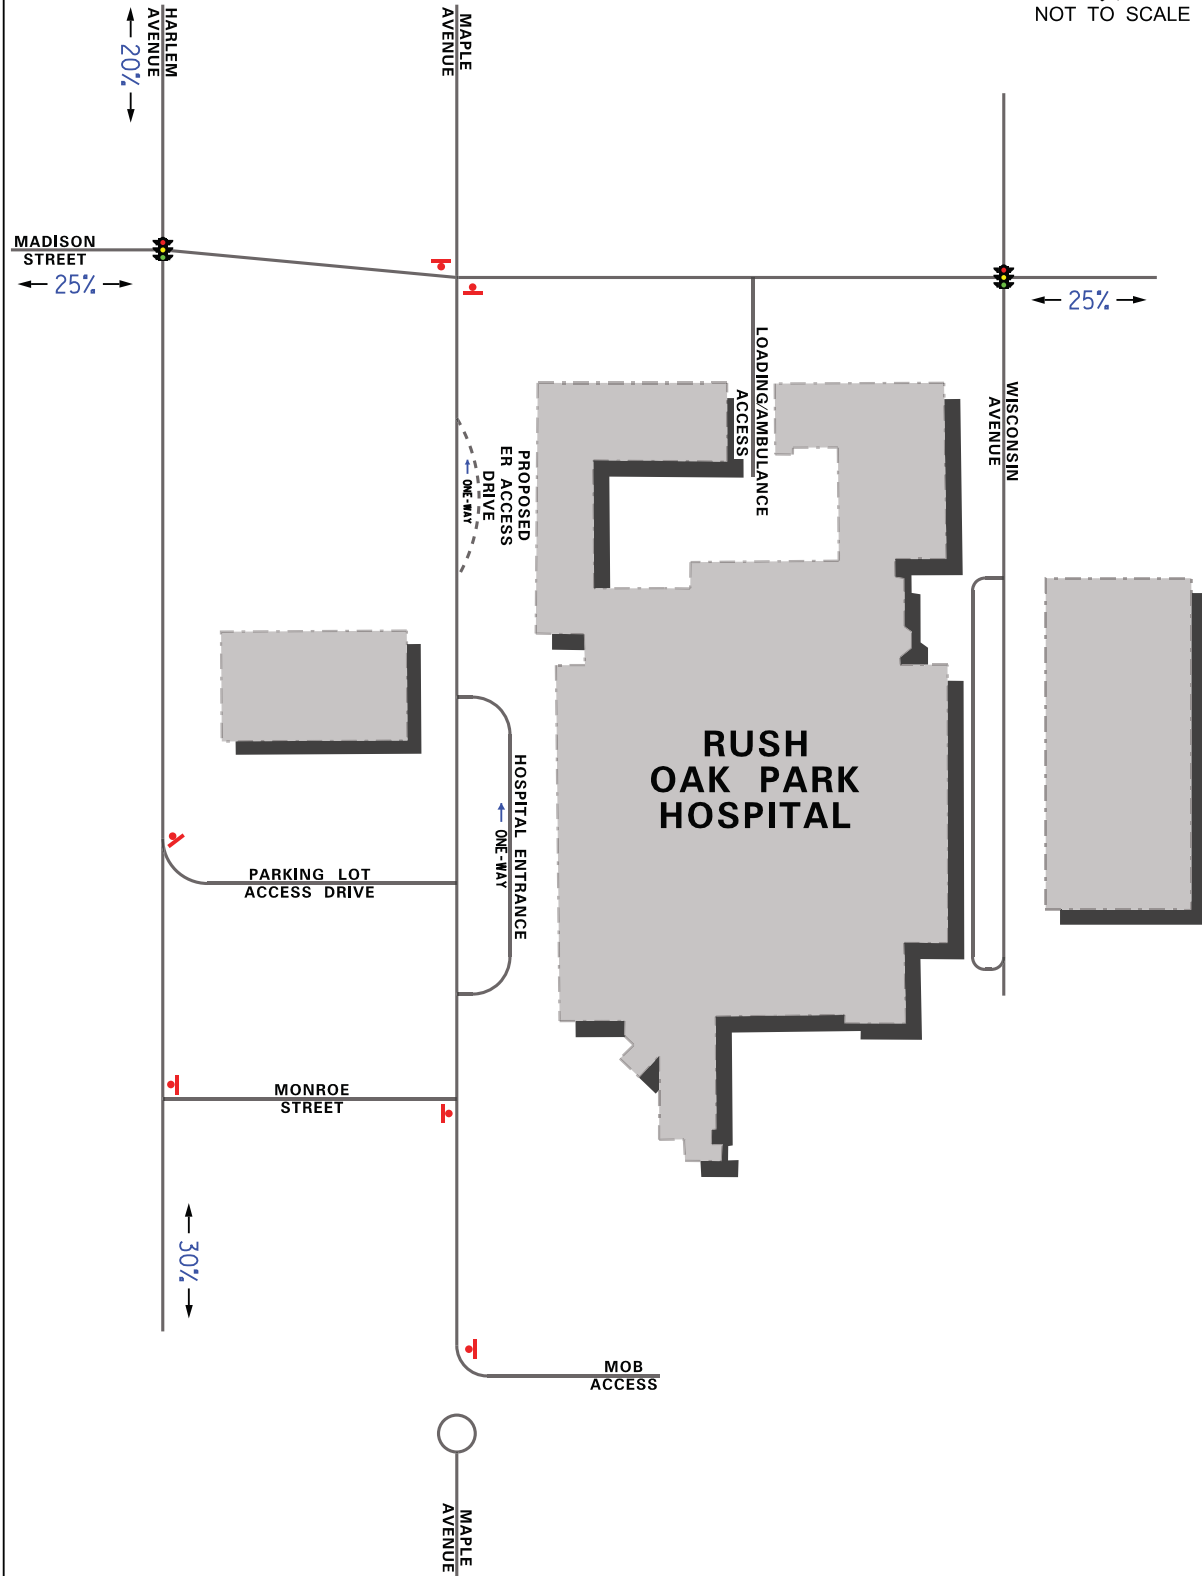 NOT TO SCALE
HARLEM
AVENUE
20%
MAPLE
AVENUE
MADISON
STREET
25%
25%
LOADING/AMBULANCE
ACCESS
WISCONSIN
AVENUE
PROPOSED
ER ACCESS
DRIVE
ONE-WAY
RUSH
OAK PARK
HOSPITAL
HOSPITAL ENTRANCE
ONE-WAY
PARKING LOT
ACCESS DRIVE
MONROE
STREET
30%
MOB
ACCESS
MAPLE
AVENUE